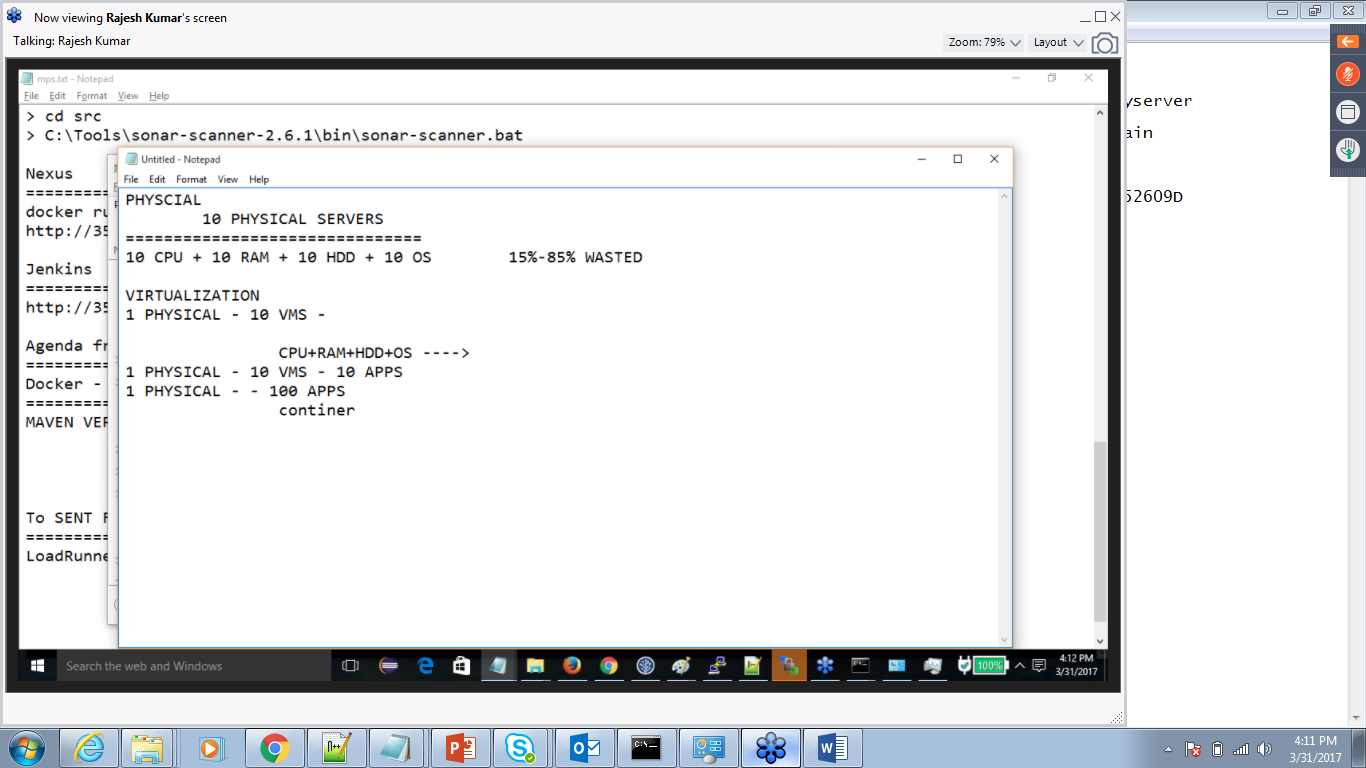 Now viewing Rajesh Kumar's screen
Talking: Rajesh Kumar
Zoom: 79%
Layout
mps.txt - Notepad
File Edit Format View Help
> cd src
> C:\Tools\sonar-scanner-2.6.1\bin\sonar-scanner.bat
Nexus
==========
docker ru
http://35
Jenkins
==========
http://35
Agenda fr
==========
Docker -
==========
MAVEN VER
To SENT
==========
LoadRunne
Untitled - Notepad
File Edit Format View Help
PHYSCIAL
10 PHYSICAL SERVERS
===============================
10 CPU + 10 RAM + 10 HDD + 10 OS 15%-85% WASTED
VIRTUALIZATION
1 PHYSICAL - 10 VMS -
CPU+RAM+HDD+OS ---->
1 PHYSICAL - 10 VMS - 10 APPS
1 PHYSICAL - - 100 APPS
continer
yserver
ain
52609D
Search the web and Windows
100%
4:12 PM
3/31/2017
4:11 PM
3/31/2017